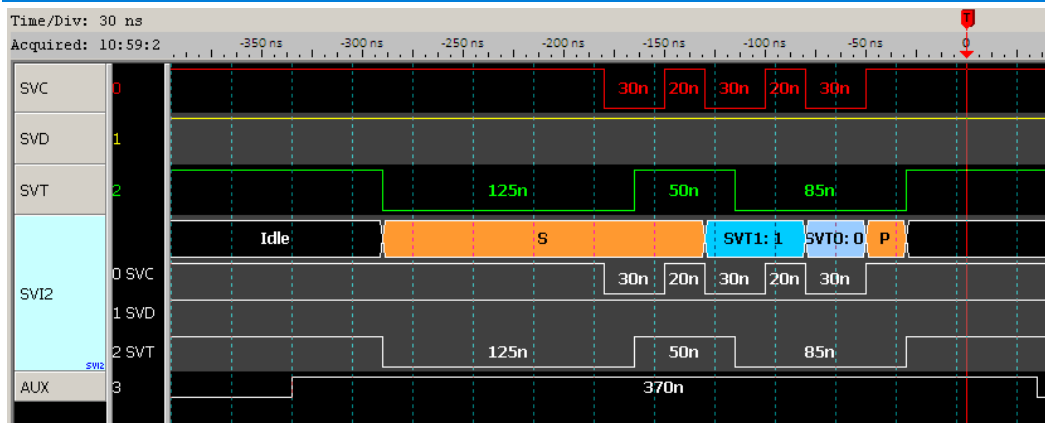 Time/Div: 30 ns
Acquired: 10:59:2 -350 ns -300 ns -250 ns -200 ns -150 ns -100 ns -50 ns T 0
SVC 0 30n 20n 30n 20n 30n
SVD 1
SVT 2 125n 50n 85n
Idle S SVT1: 1 SVT0: 0 P
SVI2 0 SVC 30n 20n 30n 20n 30n
1 SVD
2 SVT 125n 50n 85n
SVI2
AUX 3 370n